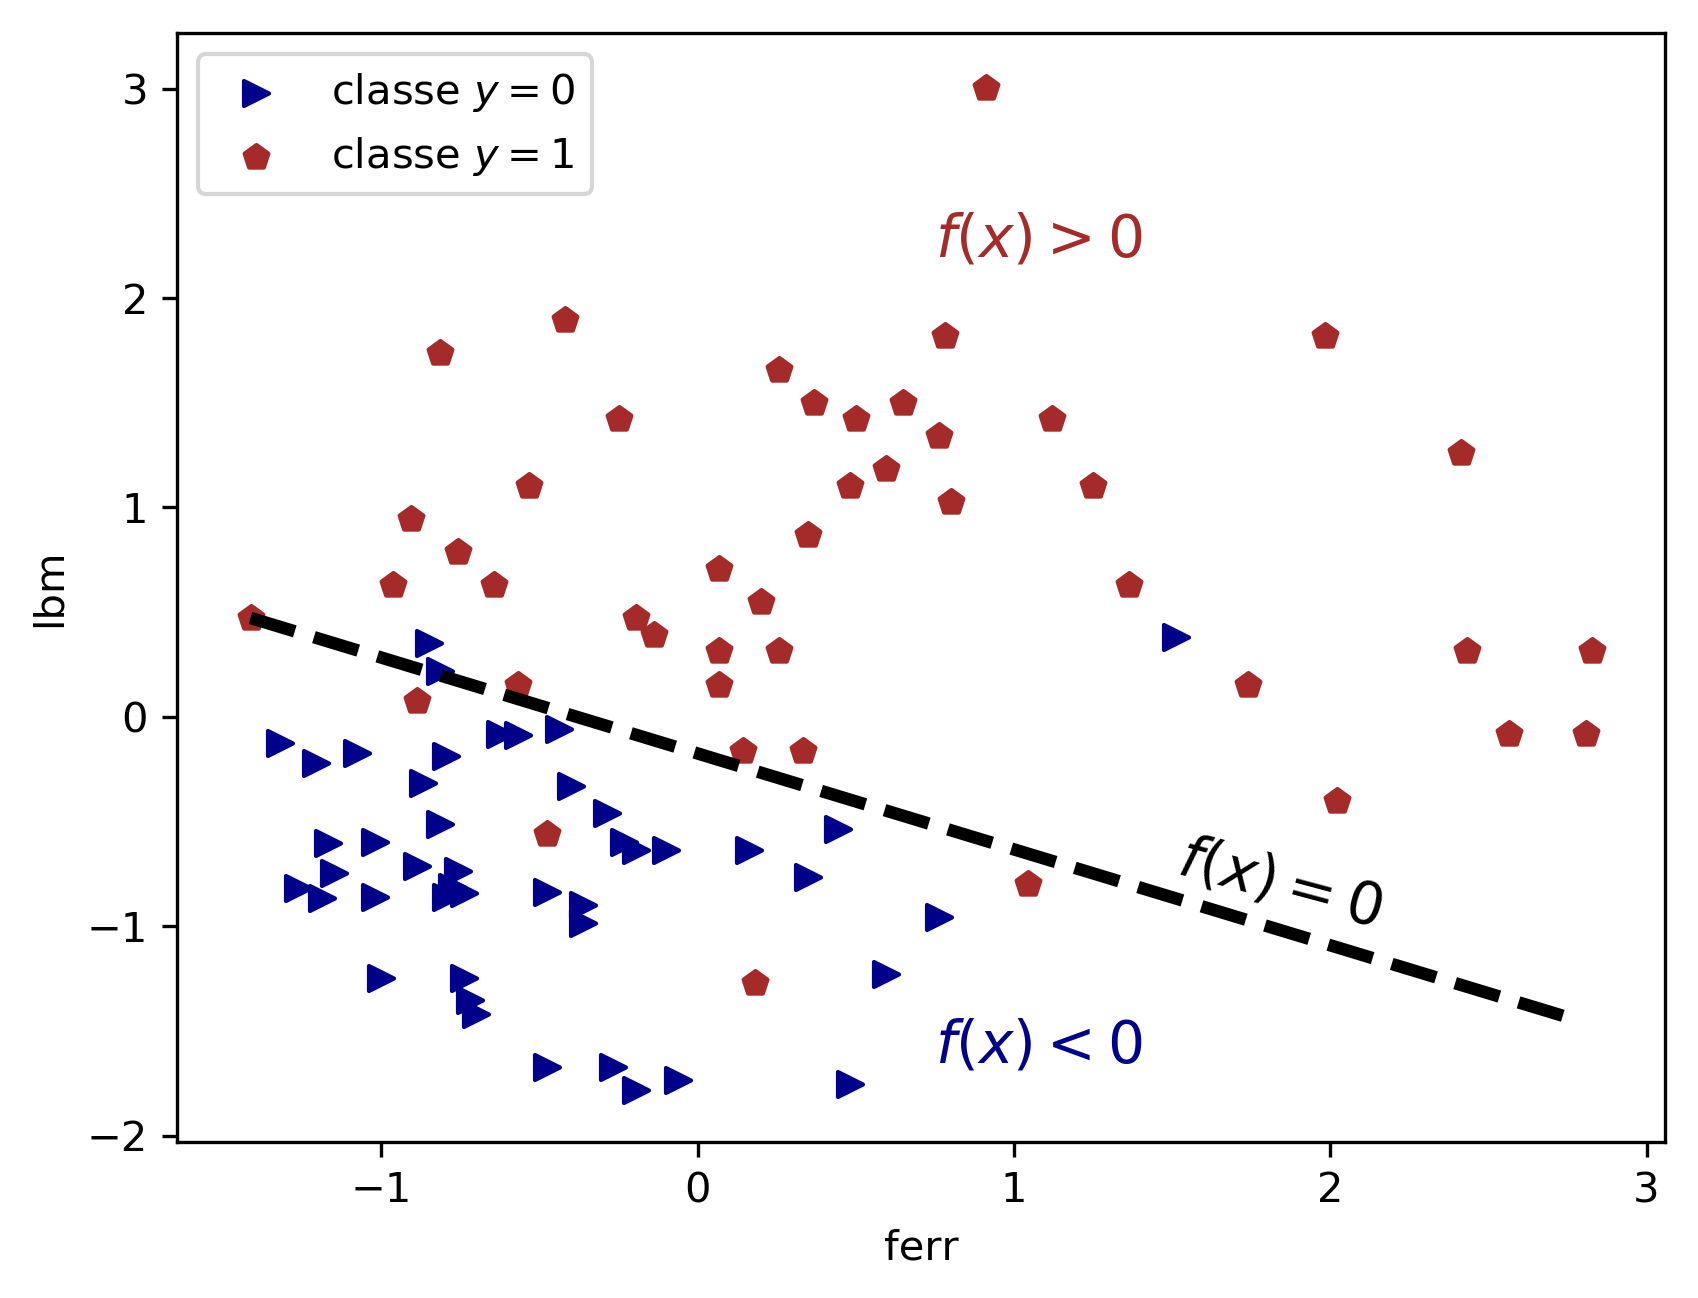 classe y = 0
classe y = 1
f(x) > 0
f(x) = 0
f(x) < 0
3
2
1
0
−1
−2
lbm
−1 0 1 2 3
ferr